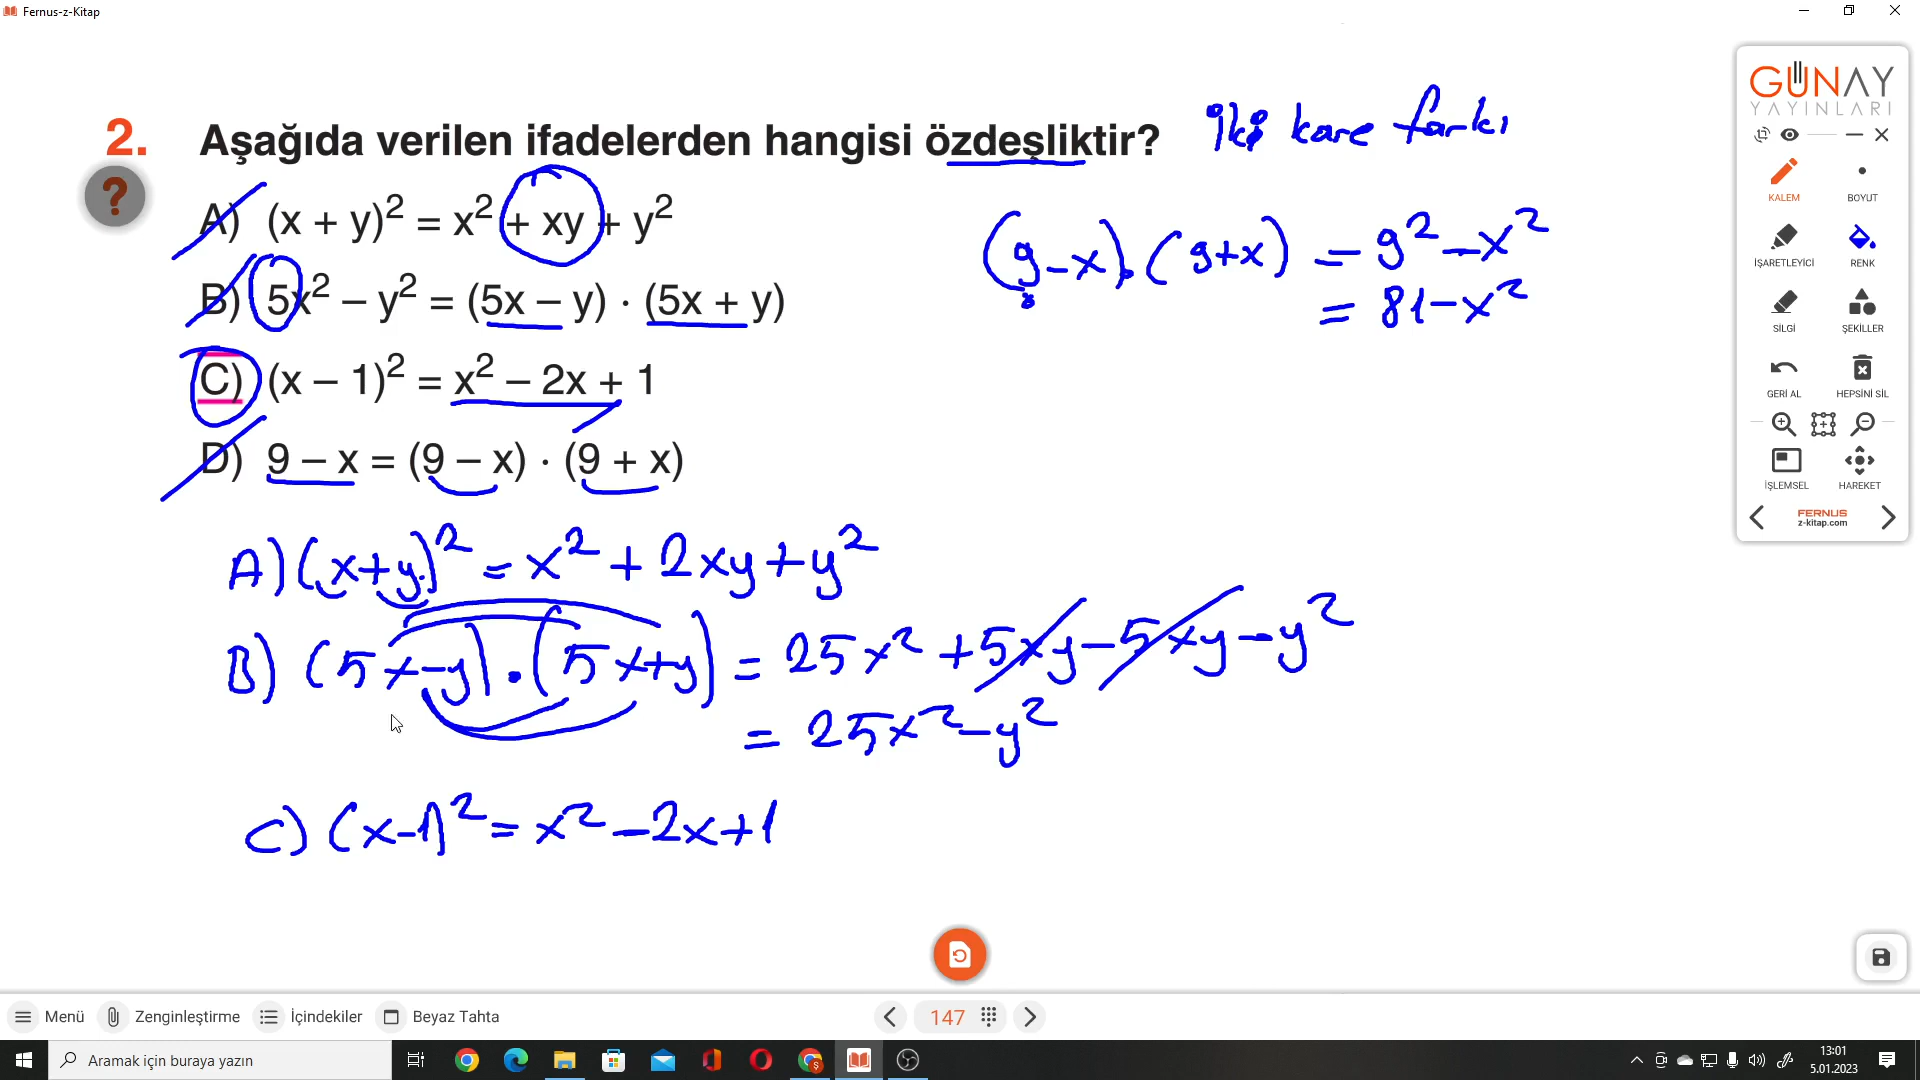 Fernus-z-Kitap
2. Aşağıda verilen ifadelerden hangisi özdeşliktir?
A) (x + y)² = x² + xy + y²
B) 5x² – y² = (5x – y) · (5x + y)
C) (x – 1)² = x² – 2x + 1
D) 9 – x = (9 – x) · (9 + x)
İki kare farkı
(9-x).(9+x) = 9²-x²
= 81-x²
A) (x+y)² = x² + 2xy + y²
B) (5x-y).(5x+y) = 25x² + 5xy - 5xy - y²
= 25x² - y²
C) (x-1)² = x² - 2x + 1
GÜNAY
YAYINLARI
KALEM
BOYUT
İŞARETLEYİCİ
RENK
SİLGİ
ŞEKİLLER
GERİ AL
HEPSİNİ SİL
İŞLEMSEL
HAREKET
FERNUS
z-kitap.com
Menü
Zenginleştirme
İçindekiler
Beyaz Tahta
147
Aramak için buraya yazın
13:01
5.01.2023